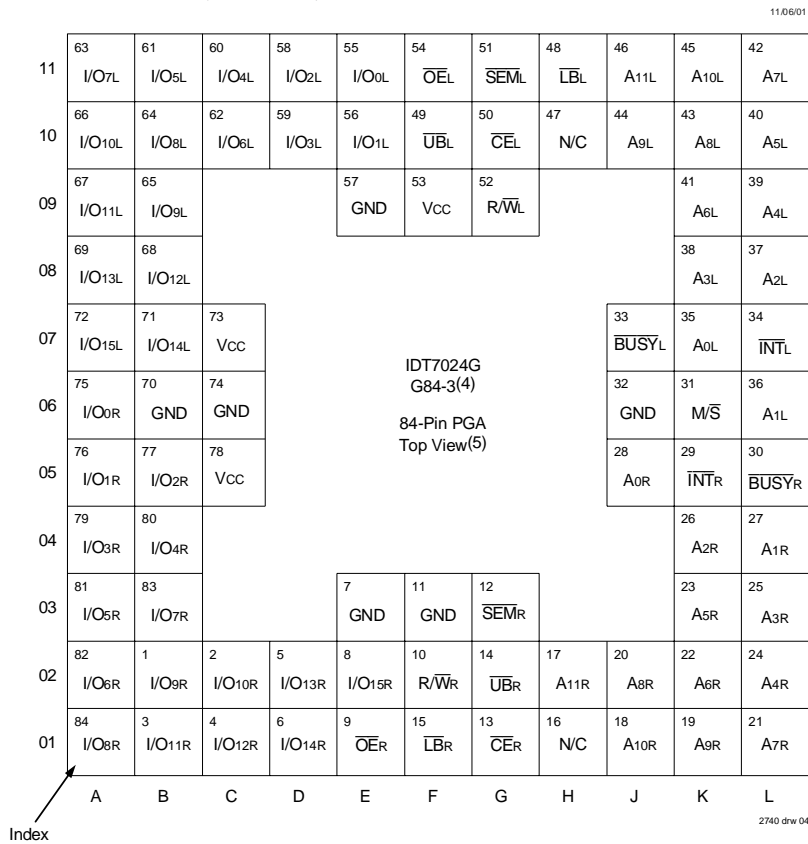 11/06/01
63 61 60 58 55 54 51 48 46 45 42
11 I/O7L I/O5L I/O4L I/O2L I/O0L OEL SEML LBL A11L A10L A7L
66 64 62 59 56 49 50 47 44 43 40
10 I/O10L I/O8L I/O6L I/O3L I/O1L UBL CEL N/C A9L A8L A5L
67 65 57 53 52 41 39
09 I/O11L I/O9L GND VCC R/WL A6L A4L
69 68 38 37
08 I/O13L I/O12L A3L A2L
72 71 73 33 35 34
07 I/O15L I/O14L VCC BUSYL A0L INTL
IDT7024G
G84-3(4)
75 70 74 32 31 36
06 I/O0R GND GND GND M/S A1L
84-Pin PGA
Top View(5)
76 77 78 28 29 30
05 I/O1R I/O2R VCC A0R INTR BUSYR
79 80 26 27
04 I/O3R I/O4R A2R A1R
81 83 7 11 12 23 25
03 I/O5R I/O7R GND GND SEMR A5R A3R
82 1 2 5 8 10 14 17 20 22 24
02 I/O6R I/O9R I/O10R I/O13R I/O15R R/WR UBR A11R A8R A6R A4R
84 3 4 6 9 15 13 16 18 19 21
01 I/O8R I/O11R I/O12R I/O14R OER LBR CER N/C A10R A9R A7R
A B C D E F G H J K L
2740 drw 04
Index